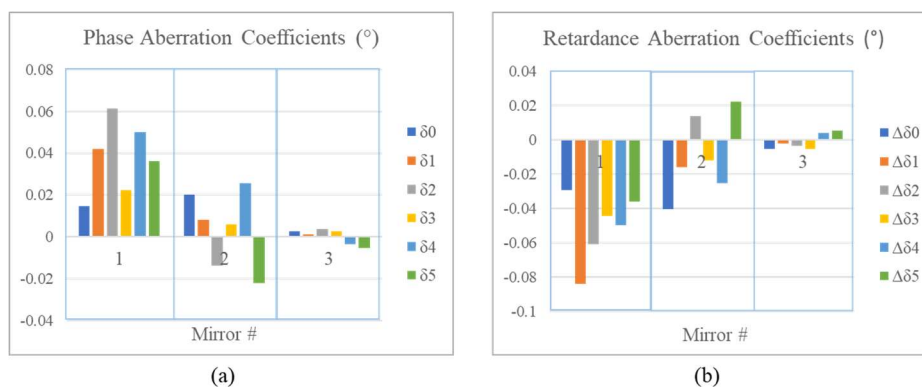 Phase Aberration Coefficients (°)
0.08
0.06
0.04
0.02
0
-0.02
-0.04
1
2
3
Mirror #
δ0
δ1
δ2
δ3
δ4
δ5
(a)
Retardance Aberration Coefficients (°)
0.04
0.02
0
-0.02
-0.04
-0.06
-0.08
-0.1
1
2
3
Mirror #
Δδ0
Δδ1
Δδ2
Δδ3
Δδ4
Δδ5
(b)